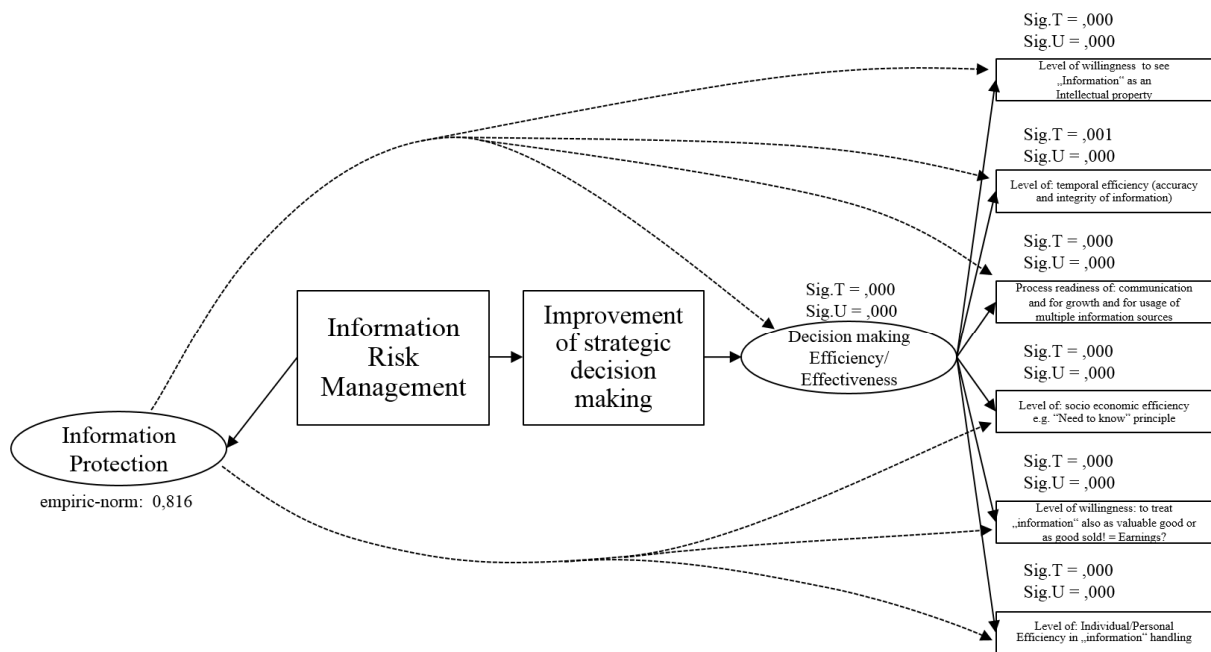 Sig.T = ,000
Sig.U = ,000
Level of willingness to see
„Information“ as an
Intellectual property
Sig.T = ,001
Sig.U = ,000
Level of: temporal efficiency (accuracy
and integrity of information)
Sig.T = ,000
Sig.U = ,000
Process readiness of: communication
and for growth and for usage of
multiple information sources
Sig.T = ,000
Sig.U = ,000
Decision making
Efficiency/
Effectiveness
Information
Risk
Management
Improvement
of strategic
decision
making
Sig.T = ,000
Sig.U = ,000
Level of: socio economic efficiency
e.g. “Need to know” principle
Information
Protection
empiric-norm: 0,816
Sig.T = ,000
Sig.U = ,000
Level of willingness: to treat
„information“ also as valuable good or
as good sold! = Earnings?
Sig.T = ,000
Sig.U = ,000
Level of: Individual/Personal
Efficiency in „information“ handling